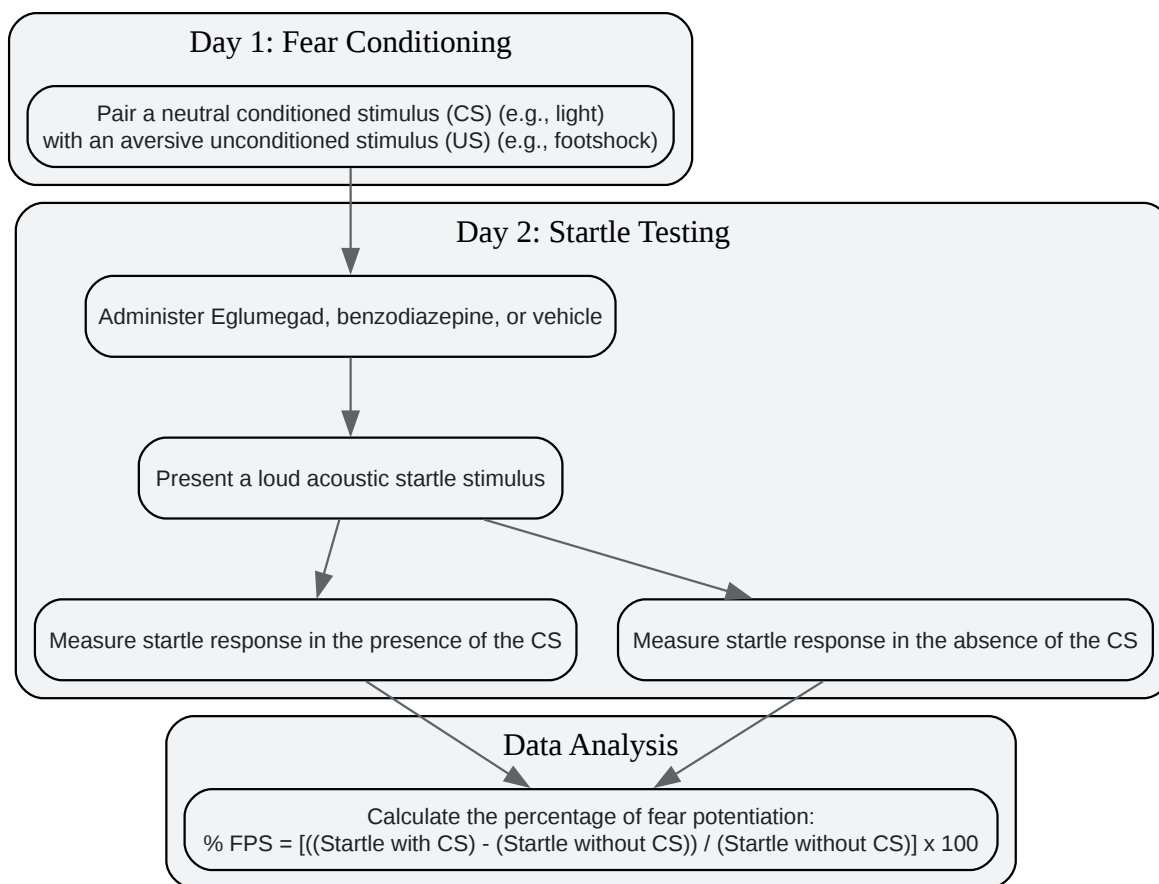 Day 1: Fear Conditioning
Pair a neutral conditioned stimulus (CS) (e.g., light)
with an aversive unconditioned stimulus (US) (e.g., footshock)
Day 2: Startle Testing
Administer Eglumegad, benzodiazepine, or vehicle
Present a loud acoustic startle stimulus
Measure startle response in the presence of the CS
Measure startle response in the absence of the CS
Data Analysis
Calculate the percentage of fear potentiation:
% FPS = [((Startle with CS) - (Startle without CS)) / (Startle without CS)] x 100